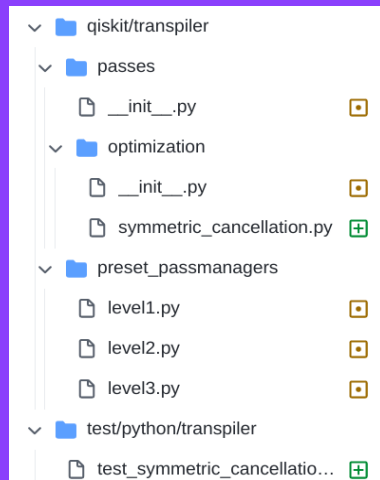 qiskit/transpiler
passes
__init__.py
optimization
__init__.py
symmetric_cancellation.py
preset_passmanagers
level1.py
level2.py
level3.py
test/python/transpiler
test_symmetric_cancellatio...